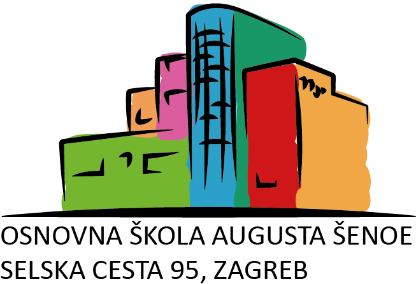 OSNOVNA ŠKOLA AUGUSTA ŠENOE
SELSKA CESTA 95, ZAGREB